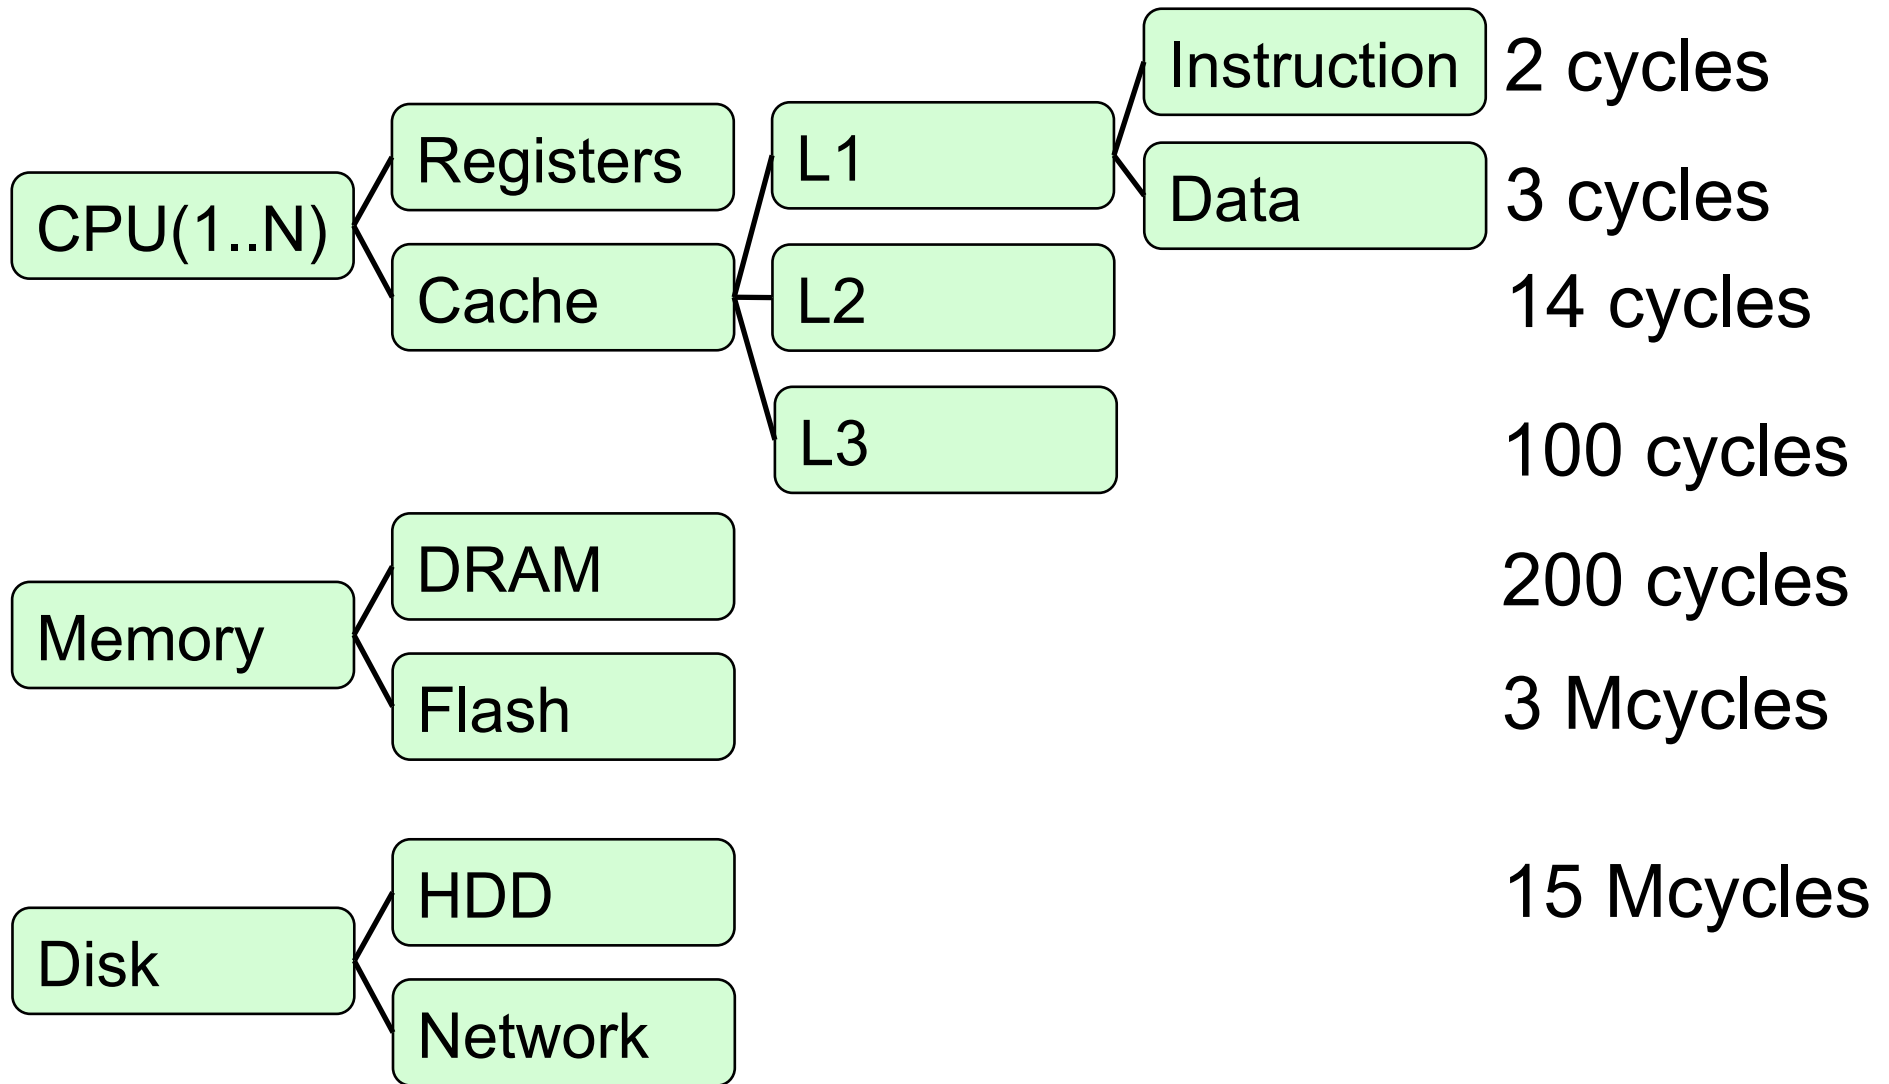 Instruction 2 cycles
Registers L1
Data 3 cycles
CPU(1..N)
Cache L2 14 cycles
L3 100 cycles
DRAM 200 cycles
Memory
Flash 3 Mcycles
HDD 15 Mcycles
Disk
Network